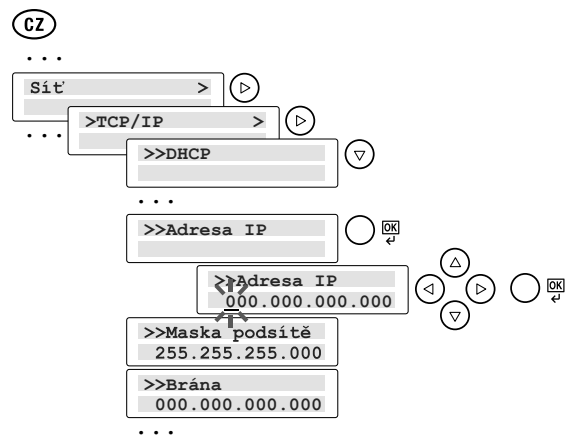 CZ
...
Síť >
...
>TCP/IP >
>>DHCP
...
>>Adresa IP
OK
>>Adresa IP
000.000.000.000
OK
>>Maska podsítě
255.255.255.000
>>Brána
000.000.000.000
...